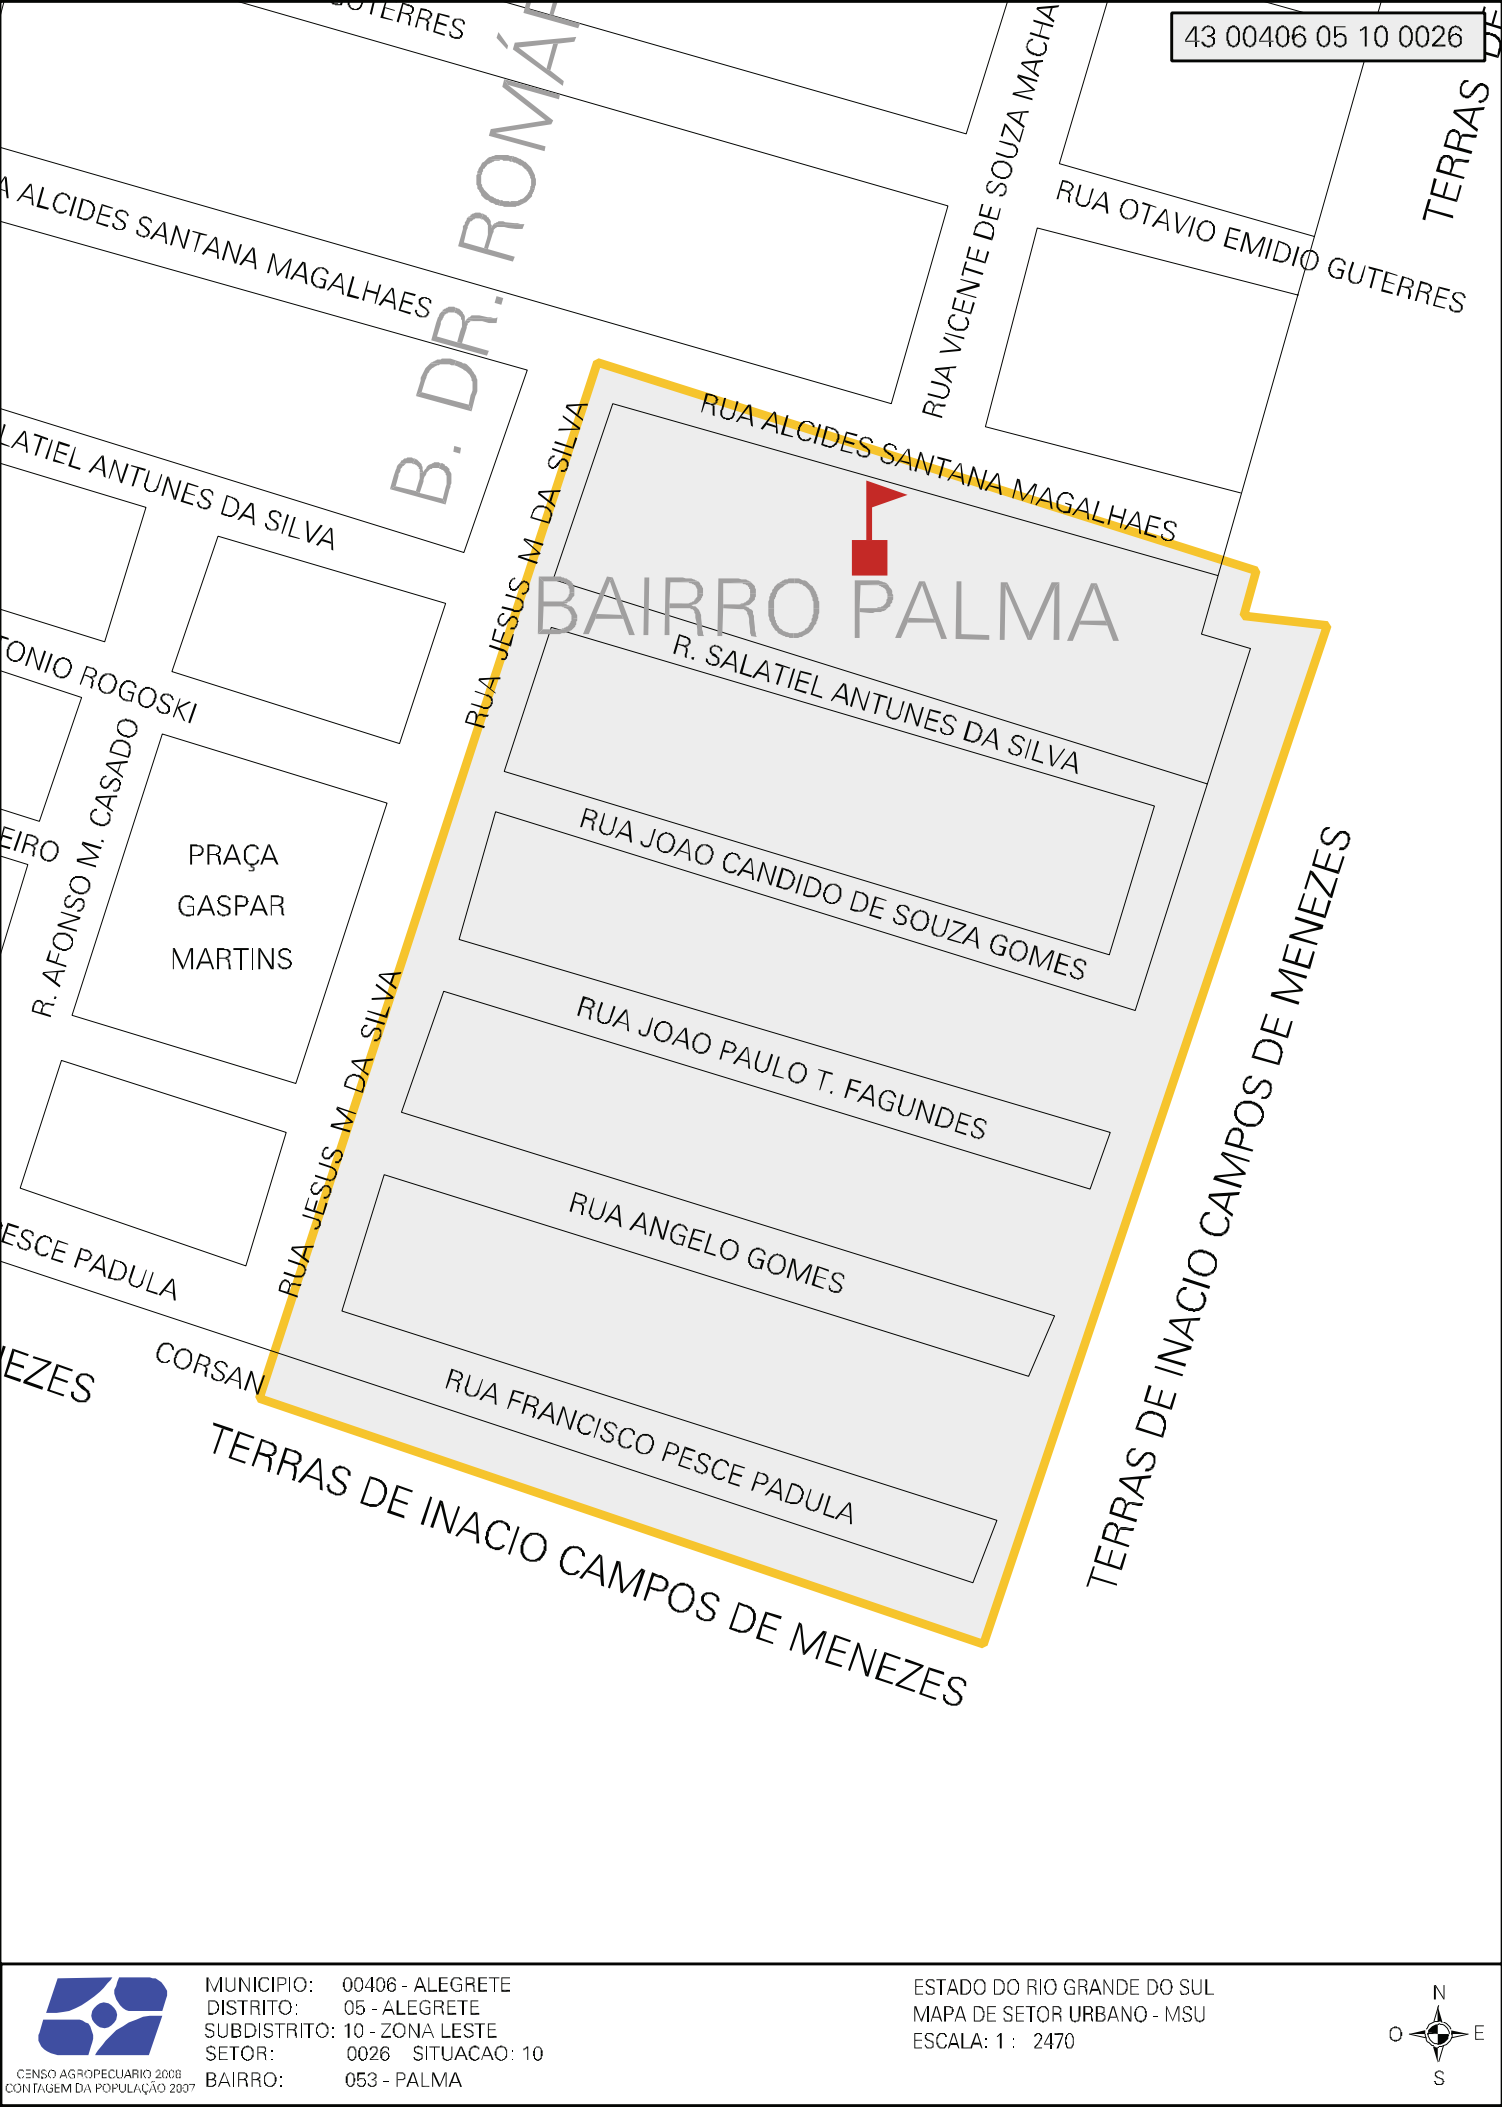 43 00406 05 10 0026
GUTERRES
B. DR. ROMÁ
RUA VICENTE DE SOUZA MACHA
TERRAS DE
RUA OTAVIO EMIDIO GUTERRES
A ALCIDES SANTANA MAGALHAES
RUA ALCIDES SANTANA MAGALHAES
LATIEL ANTUNES DA SILVA
RUA JESUS M DA SILVA
BAIRRO PALMA
R. SALATIEL ANTUNES DA SILVA
TONIO ROGOSKI
R. AFONSO M. CASADO
EIRO
PRAÇA
GASPAR
MARTINS
RUA JOAO CANDIDO DE SOUZA GOMES
RUA JOAO PAULO T. FAGUNDES
RUA JESUS M DA SILVA
TERRAS DE INACIO CAMPOS DE MENEZES
RUA ANGELO GOMES
ESCE PADULA
CORSAN
EZES
RUA FRANCISCO PESCE PADULA
TERRAS DE INACIO CAMPOS DE MENEZES
CENSO AGROPECUARIO 2006
CONTAGEM DA POPULAÇÃO 2007
MUNICIPIO: 00406 - ALEGRETE
DISTRITO: 05 - ALEGRETE
SUBDISTRITO: 10 - ZONA LESTE
SETOR: 0026 SITUACAO: 10
BAIRRO: 053 - PALMA
ESTADO DO RIO GRANDE DO SUL
MAPA DE SETOR URBANO - MSU
ESCALA: 1 : 2470
N
O E
S